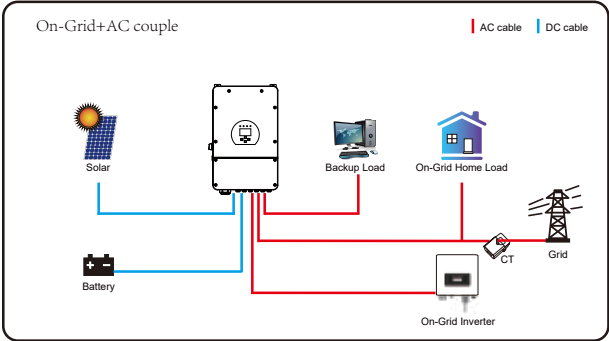 On-Grid+AC couple
AC cable
DC cable
Solar
Backup Load
On-Grid Home Load
CT
Grid
Battery
On-Grid Inverter